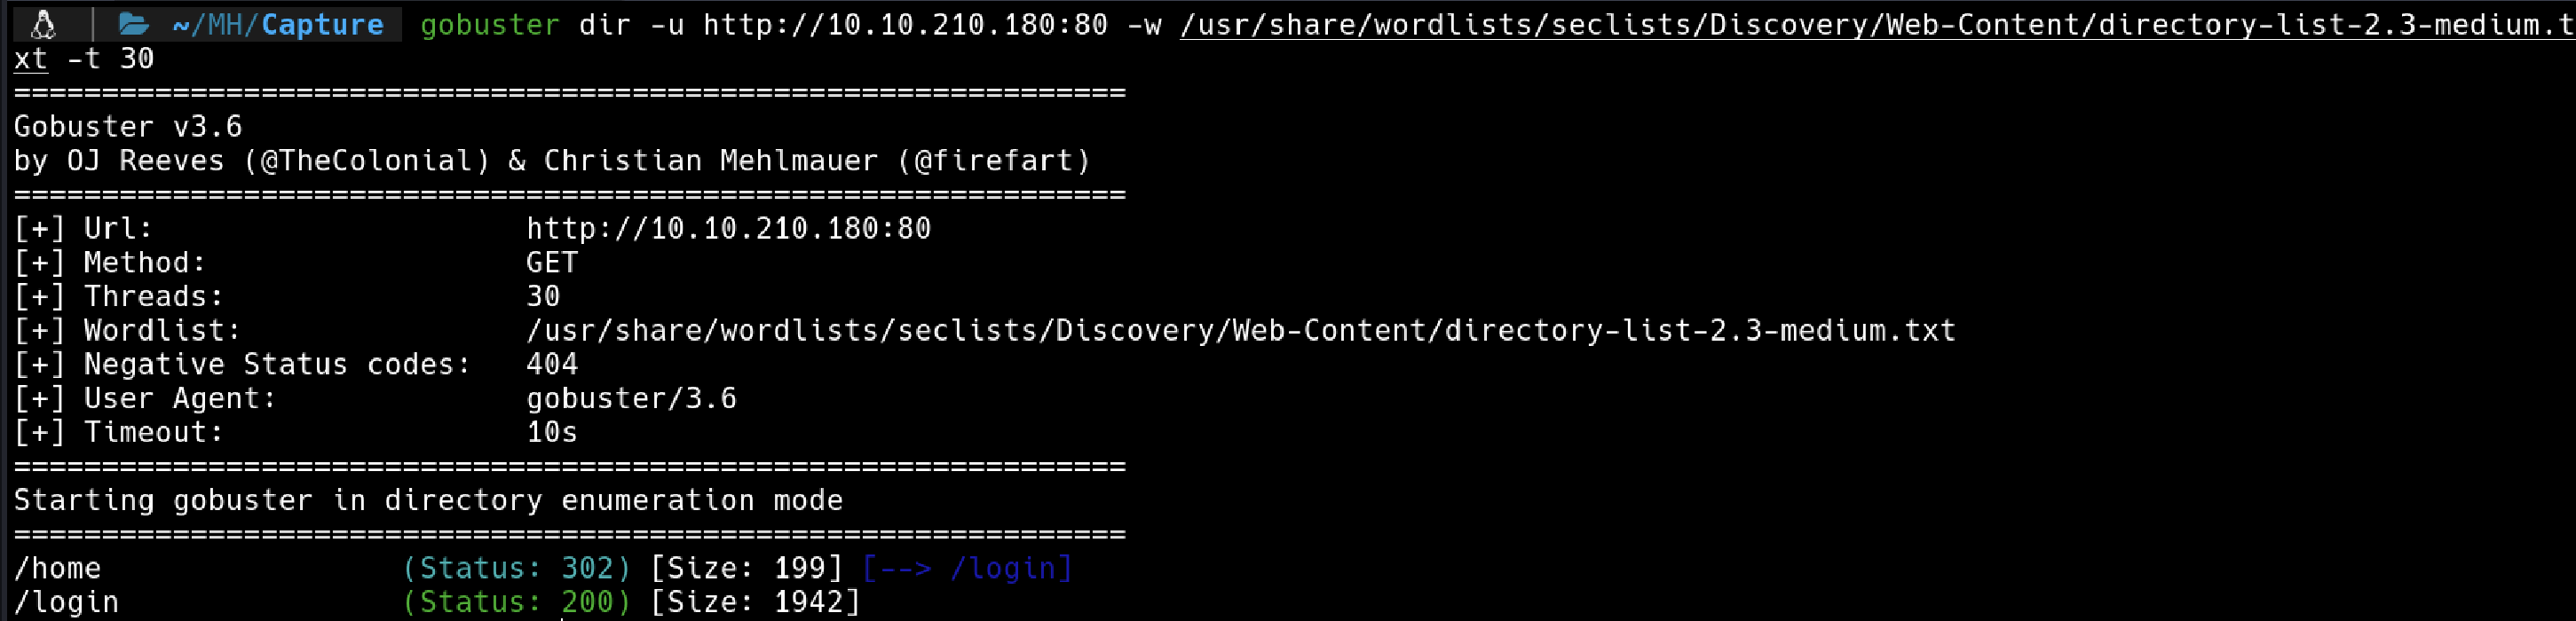 ~/MH/Capture gobuster dir -u http://10.10.210.180:80 -w /usr/share/wordlists/seclists/Discovery/Web-Content/directory-list-2.3-medium.t
xt -t 30
===============================================================
Gobuster v3.6
by OJ Reeves (@TheColonial) & Christian Mehlmauer (@firefart)
===============================================================
[+] Url:                     http://10.10.210.180:80
[+] Method:                  GET
[+] Threads:                 30
[+] Wordlist:                /usr/share/wordlists/seclists/Discovery/Web-Content/directory-list-2.3-medium.txt
[+] Negative Status codes:   404
[+] User Agent:              gobuster/3.6
[+] Timeout:                 10s
===============================================================
Starting gobuster in directory enumeration mode
===============================================================
/home                 (Status: 302) [Size: 199] [--> /login]
/login                (Status: 200) [Size: 1942]